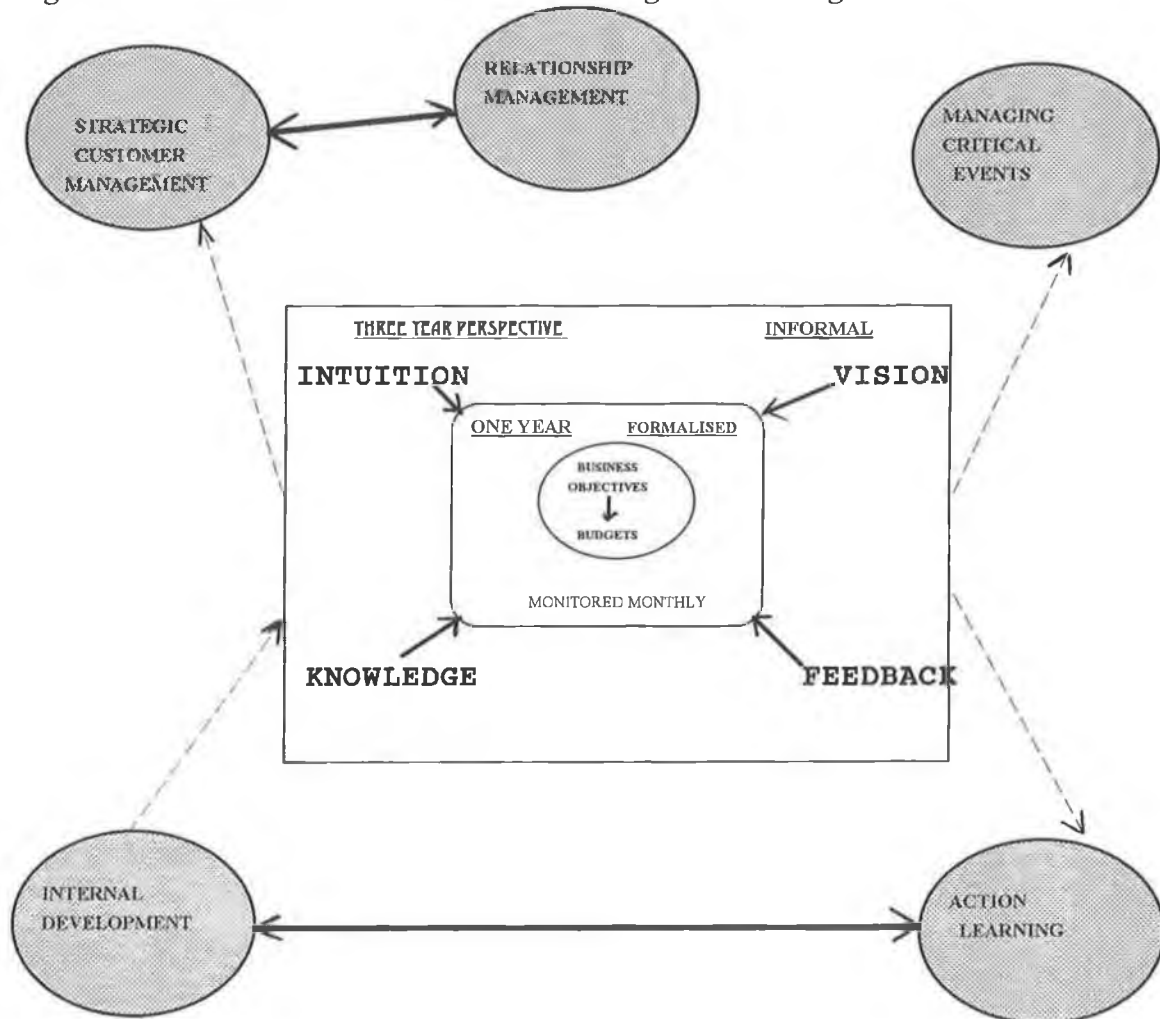 RELATIONSHIP
MANAGEMENT
STRATEGIC
CUSTOMER
MANAGEMENT
MANAGING
CRITICAL
EVENTS
THREE YEAR PERSPECTIVE
INFORMAL
INTUITION
VISION
ONE YEAR
FORMALISED
BUSINESS
OBJECTIVES
BUDGETS
MONITORED MONTHLY
KNOWLEDGE
FEEDBACK
INTERNAL
DEVELOPMENT
ACTION
LEARNING